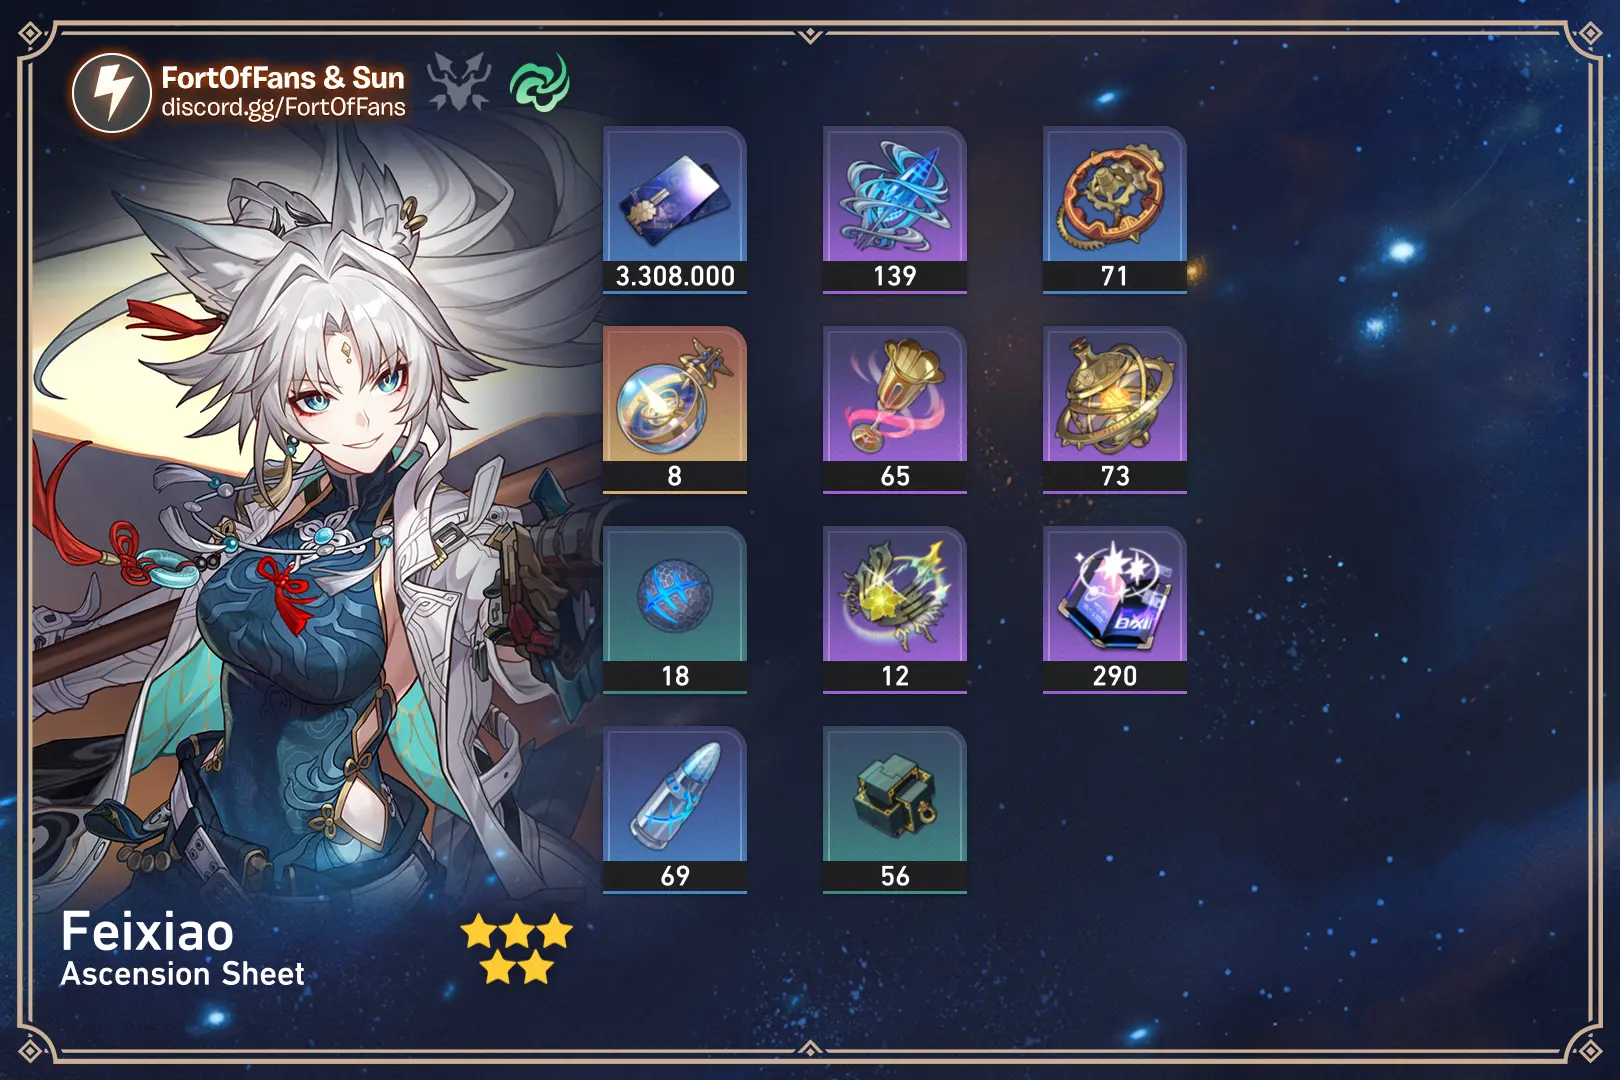 FortOfFans & Sun
discord.gg/FortOfFans
3.308.000
139
71
8
65
73
18
12
290
69
56
Feixiao
Ascension Sheet